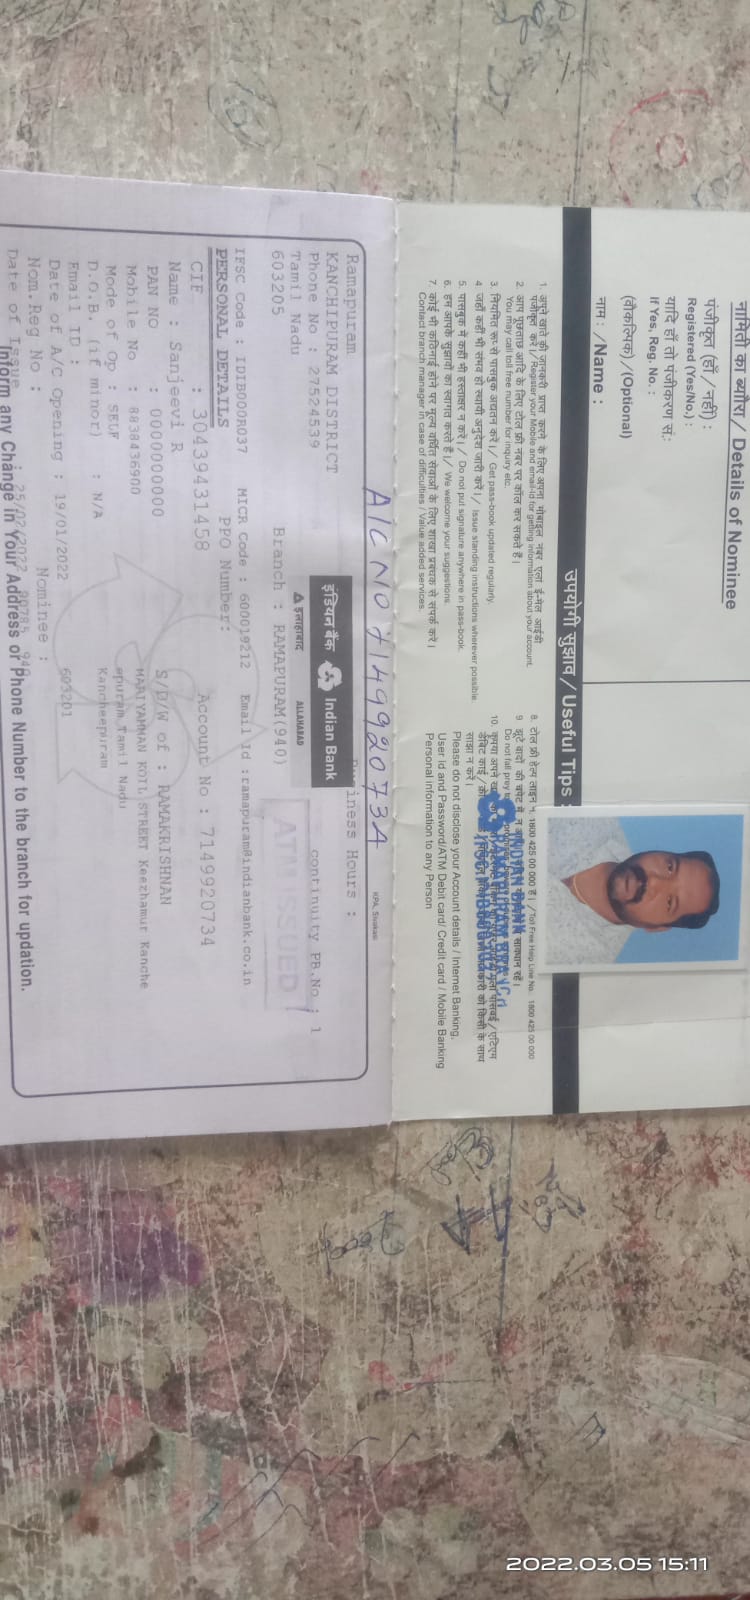 नामिती का ब्यौरा / Details of Nominee
पंजीकृत (हाँ/नहीं) :
Registered (Yes/No.) :
यादि हाँ तो पंजीकरण सं.:
If Yes, Reg. No. :
(वौकल्पिक)/(Optional)
नाम: /Name :
उपयोगी सुझाव / Useful Tips :
1. अपने खाते की जानकारी प्राप्त करने के लिए अपना मोबाइल नंबर एला ई-मेल आईडी
पंजीकृत करें।/ Register your Mobile and email-Id for getting information about your account.
2. आप पूछताछ आदि के लिए टोल फ्री नंबर पर कॉल कर सकते हैं।
You may call toll free number for inquiry etc.
3. नियमित रूप से पासबुक अद्यतन करें।/ Get pass-book updated regularly.
4. जहाँ कहीं भी संभव हो स्थायी अनुदेश जारी करें।/ Issue standing instructions wherever possible.
5. पासबुक में कहीं भी हस्ताक्षर न करें।/ Do not put signature anywhere in pass-book.
6. हम आपके सुझावों का स्वागत करते हैं।/ We welcome your suggestions.
7. कोई भी कठिनाई होने पर मूल्य वर्धित सेवाओं के लिए शाखा प्रबंधक से संपर्क करें।
Contact branch manager in case of difficulties / Value added services.
8. टोल फ्री हेल्प लाइन नं. 1800 425 00 000 है। /Toll Free Help Line No. 1800 425 00 000
9. झूटे वादों की चपेट में न सावधान रहें।
Do not fall prey to promises,
10. कृपया अपने पासवर्ड/एटिएम
डेबिट कार्ड / जानकारी को किसी के साथ
साझा न करें।
Please do not disclose your Account details / Internet Banking,
User id and Password/ATM Debit card/ Credit card / Mobile Banking
Personal information to any Person
INDIAN BANK
RAMAPURAM BRANCH
A/C NO 7149920734
KPA, Sivakasi
Ramapuram
KANCHIPURAM DISTRICT
Phone No : 27524539
Tamil Nadu
603205
इंडियन बैंक Indian Bank
इलाहाबाद ALLAHABAD
Business Hours :
continuity PB.No : 1
ATM ISSUED
Branch : RAMAPURAM(940)
IFSC Code : IDIB000R037 MICR Code : 600019212 Email Id :ramapuram@indianbank.co.in
PERSONAL DETAILS PPO Number:
CIF : 30439431458 Account No : 7149920734
Name : Sanjeevi R
PAN NO : 0000000000 S/D/W of : RAMAKRISHNAN
Mobile No : 8838436900 MARIYAMMAN KOIL STREET Keezhamur Kanche
Mode of Op : SELF epuram Tamil Nadu
D.O.B. (if minor) : N/A Kancheepuram
Email ID :
Date of A/C Opening : 19/01/2022 603201
Nom.Reg No : Nominee :
Date of Issue : 25/02/2022
Inform any Change in Your Address or Phone Number to the branch for updation.
2022.03.05 15:11